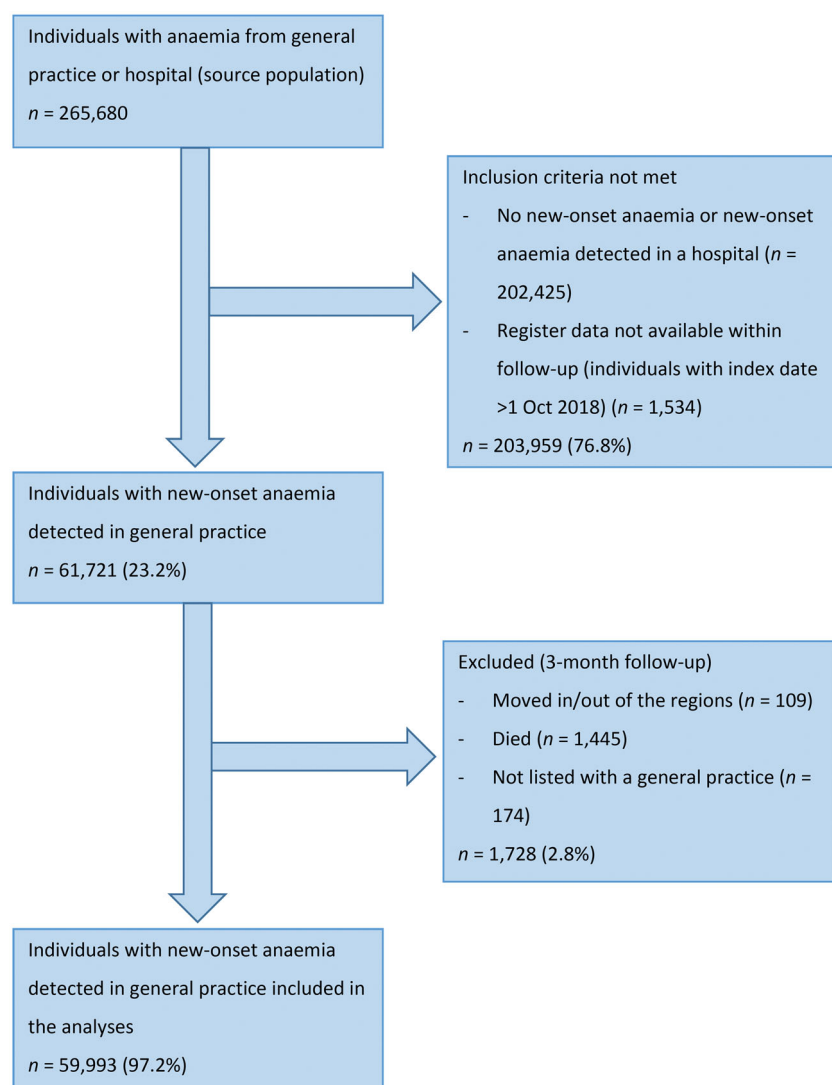 Individuals with anaemia from general
practice or hospital (source population)
n = 265,680
Inclusion criteria not met
- No new-onset anaemia or new-onset
anaemia detected in a hospital (n =
202,425)
- Register data not available within
follow-up (individuals with index date
>1 Oct 2018) (n = 1,534)
n = 203,959 (76.8%)
Individuals with new-onset anaemia
detected in general practice
n = 61,721 (23.2%)
Excluded (3-month follow-up)
- Moved in/out of the regions (n = 109)
- Died (n = 1,445)
- Not listed with a general practice (n =
174)
n = 1,728 (2.8%)
Individuals with new-onset anaemia
detected in general practice included in
the analyses
n = 59,993 (97.2%)